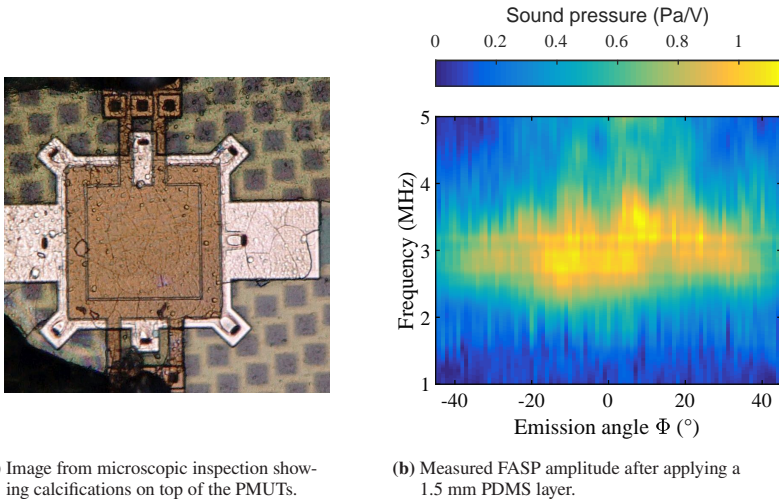 Sound pressure (Pa/V)
0 0.2 0.4 0.6 0.8 1
5
4
3
2
1
Frequency (MHz)
-40 -20 0 20 40
Emission angle Φ (°)
) Image from microscopic inspection show-
ing calcifications on top of the PMUTs.
(b) Measured FASP amplitude after applying a
1.5 mm PDMS layer.